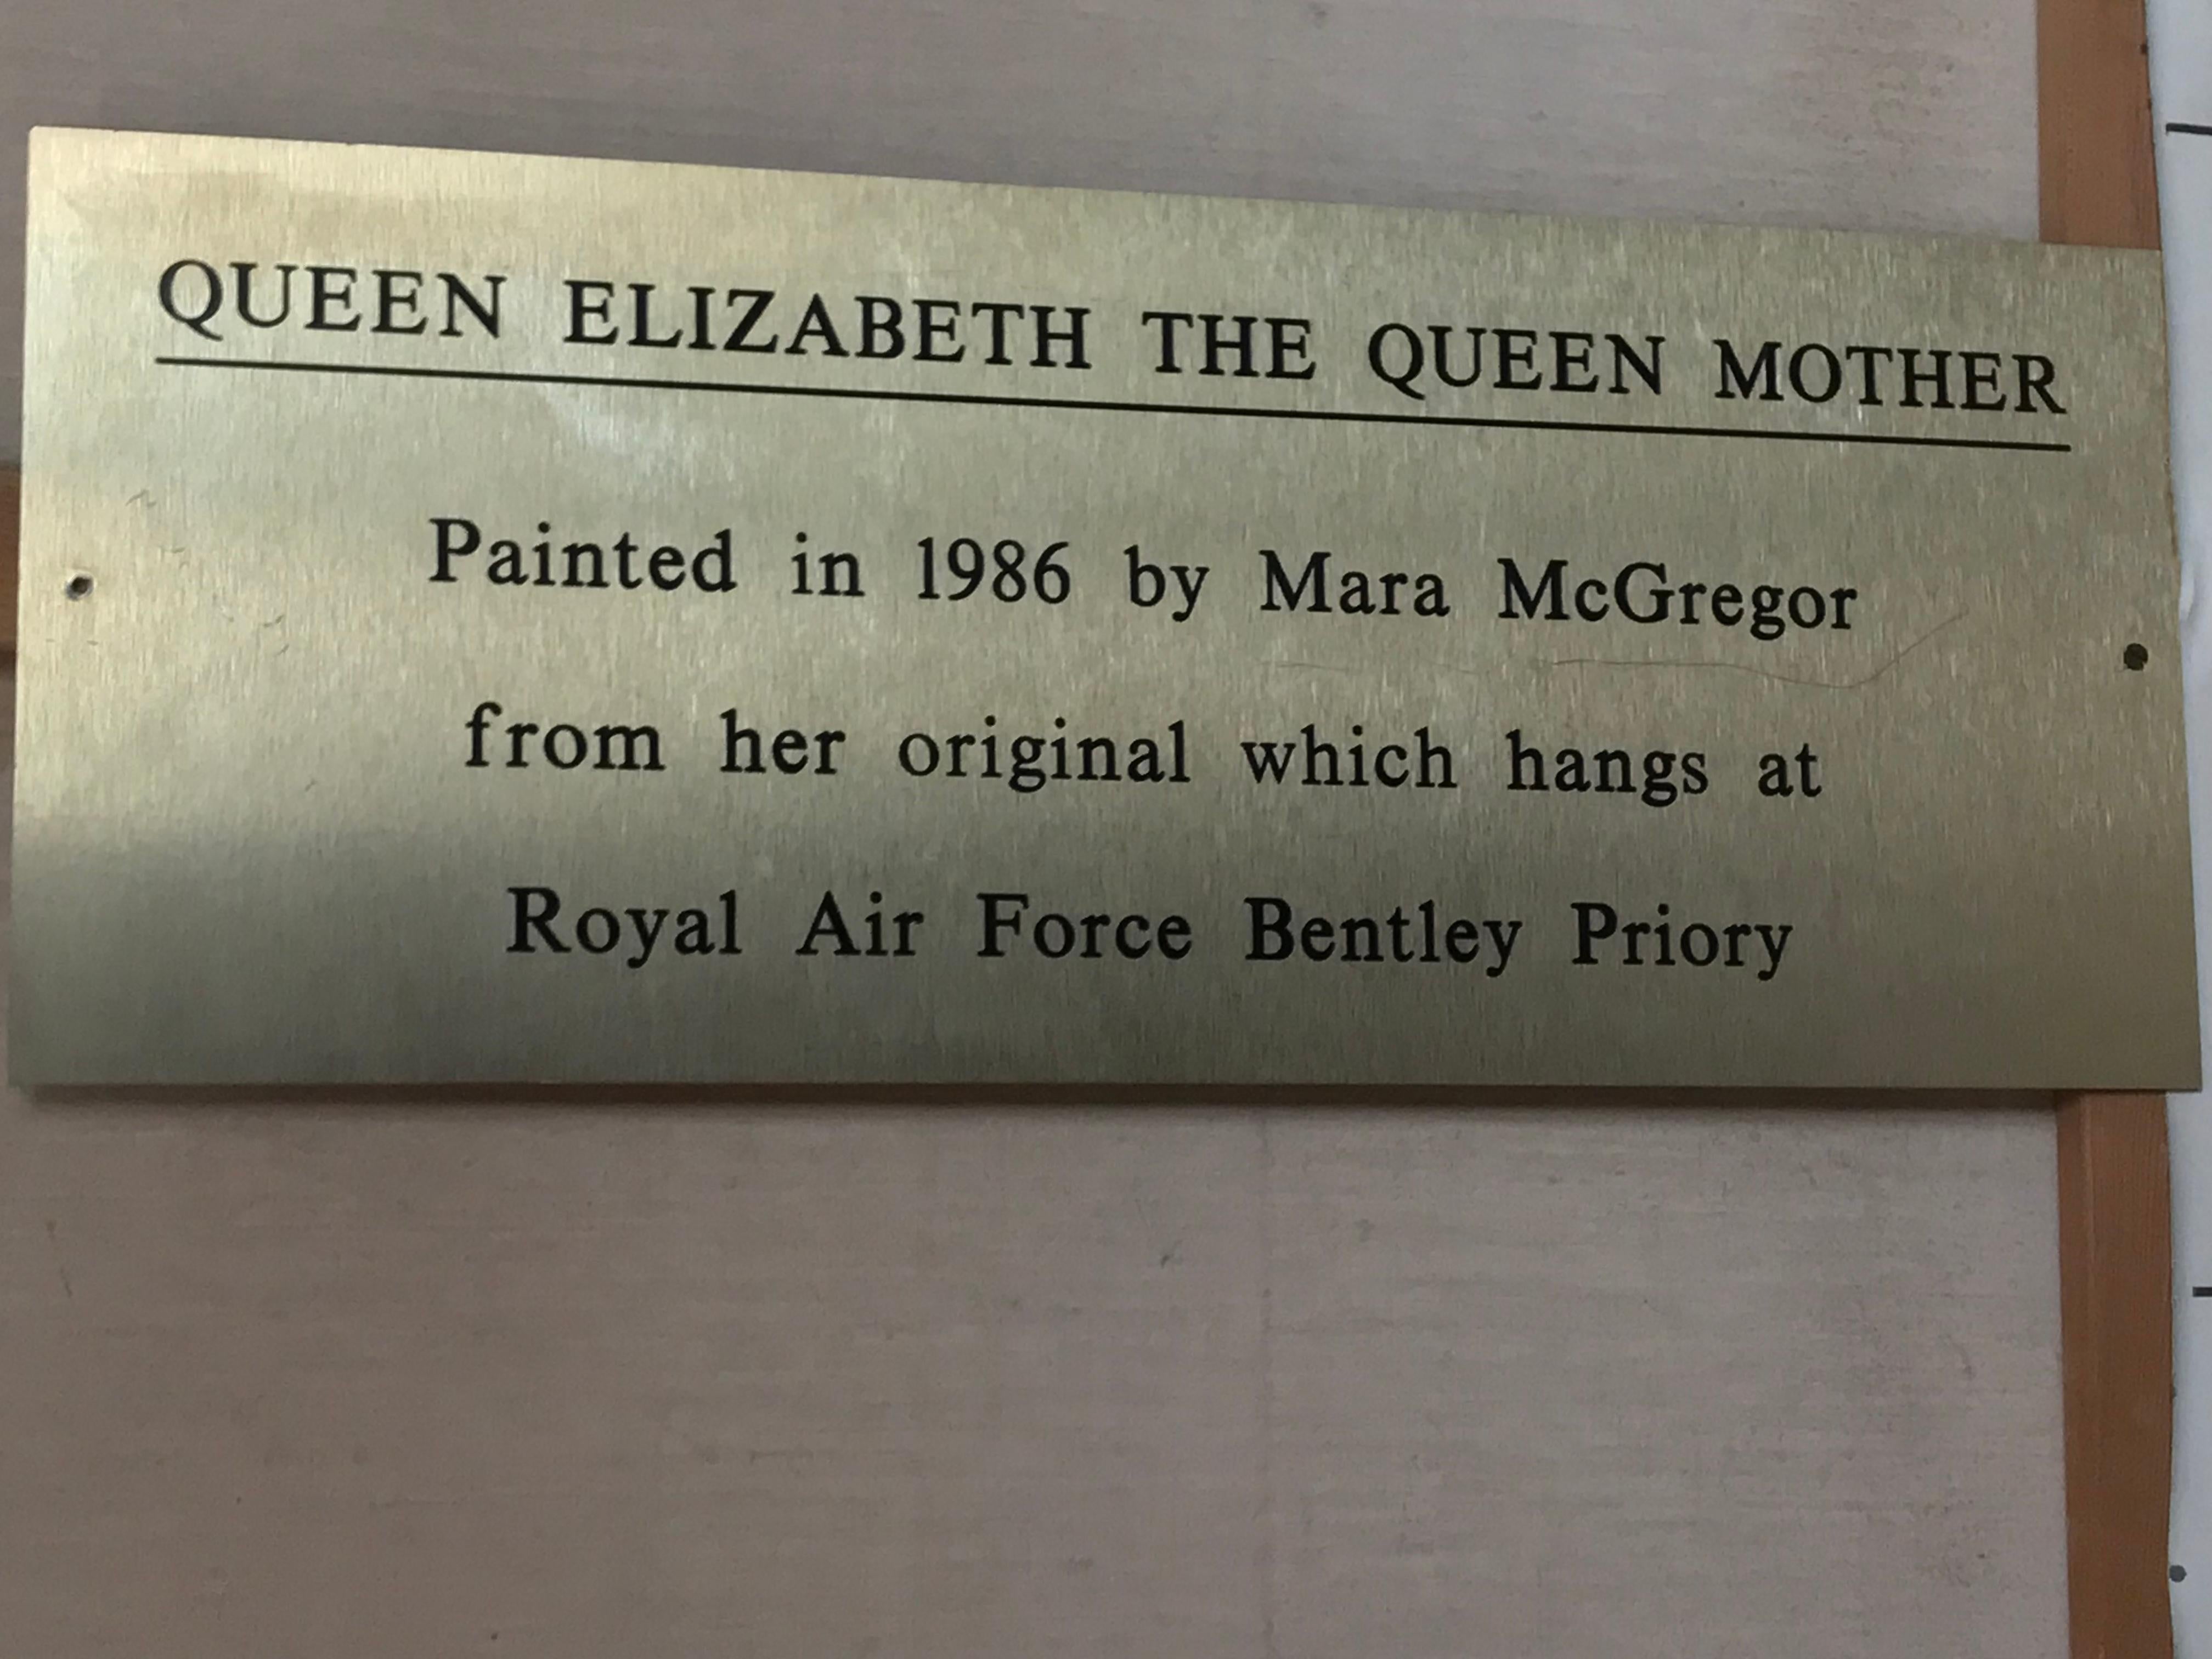 QUEEN ELIZABETH THE QUEEN MOTHER
Painted in 1986 by Mara McGregor
from her original which hangs at
Royal Air Force Bentley Priory